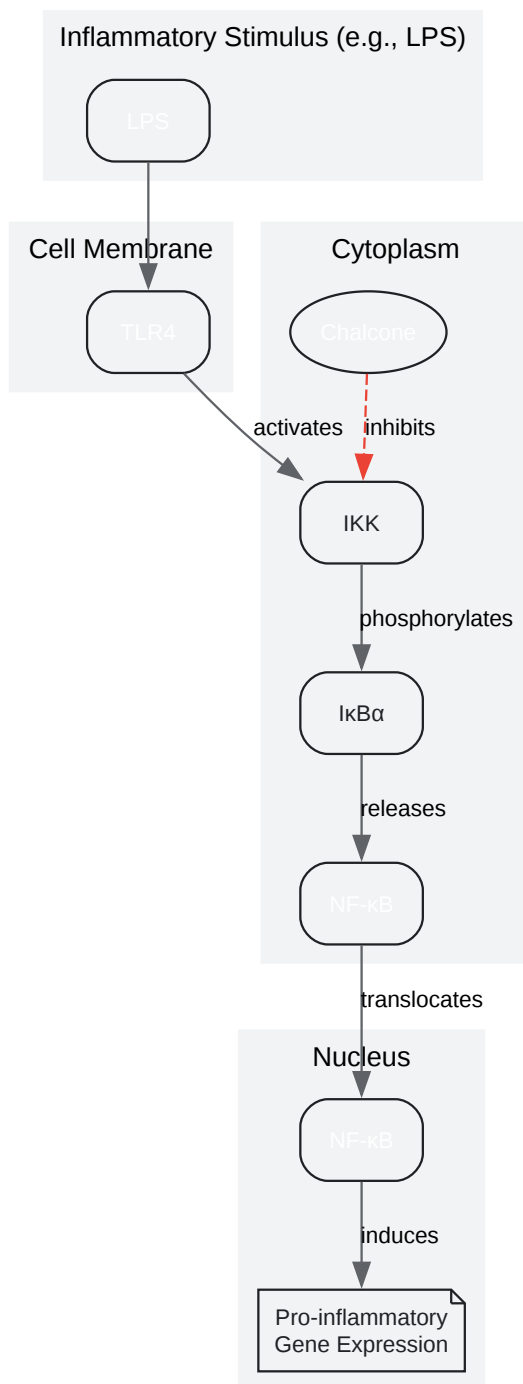 Inflammatory Stimulus (e.g., LPS)
LPS
Cell Membrane
Cytoplasm
TLR4
Chalcone
activates
inhibits
IKK
phosphorylates
IκBα
releases
NF-κB
translocates
Nucleus
NF-κB
induces
Pro-inflammatory
Gene Expression